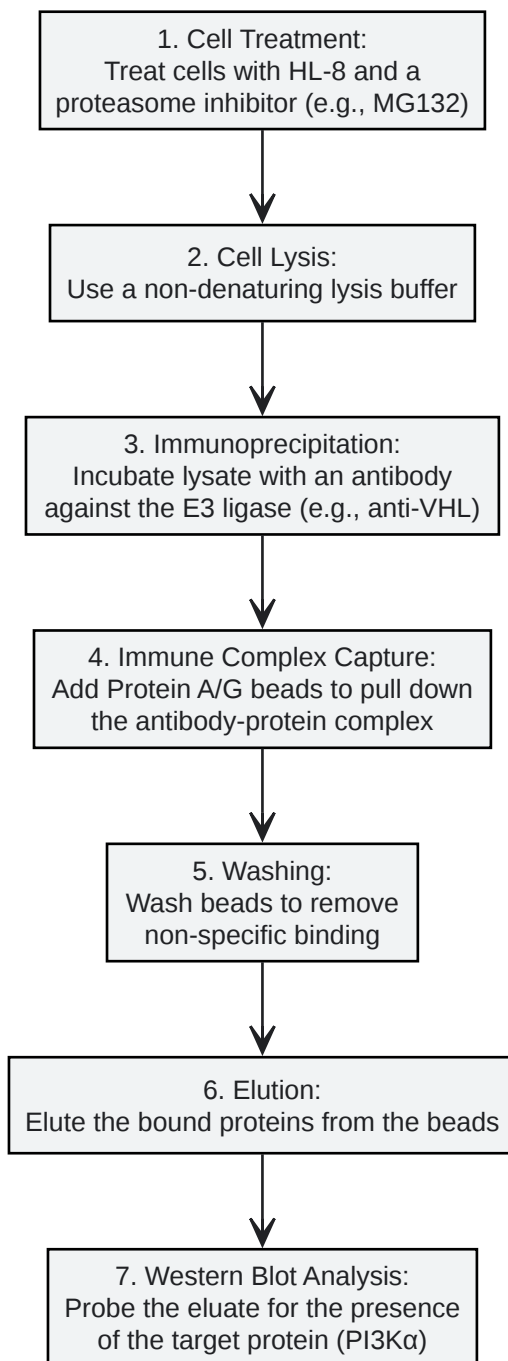 1. Cell Treatment:
Treat cells with HL-8 and a
proteasome inhibitor (e.g., MG132)
2. Cell Lysis:
Use a non-denaturing lysis buffer
3. Immunoprecipitation:
Incubate lysate with an antibody
against the E3 ligase (e.g., anti-VHL)
4. Immune Complex Capture:
Add Protein A/G beads to pull down
the antibody-protein complex
5. Washing:
Wash beads to remove
non-specific binding
6. Elution:
Elute the bound proteins from the beads
7. Western Blot Analysis:
Probe the eluate for the presence
of the target protein (PI3Kα)